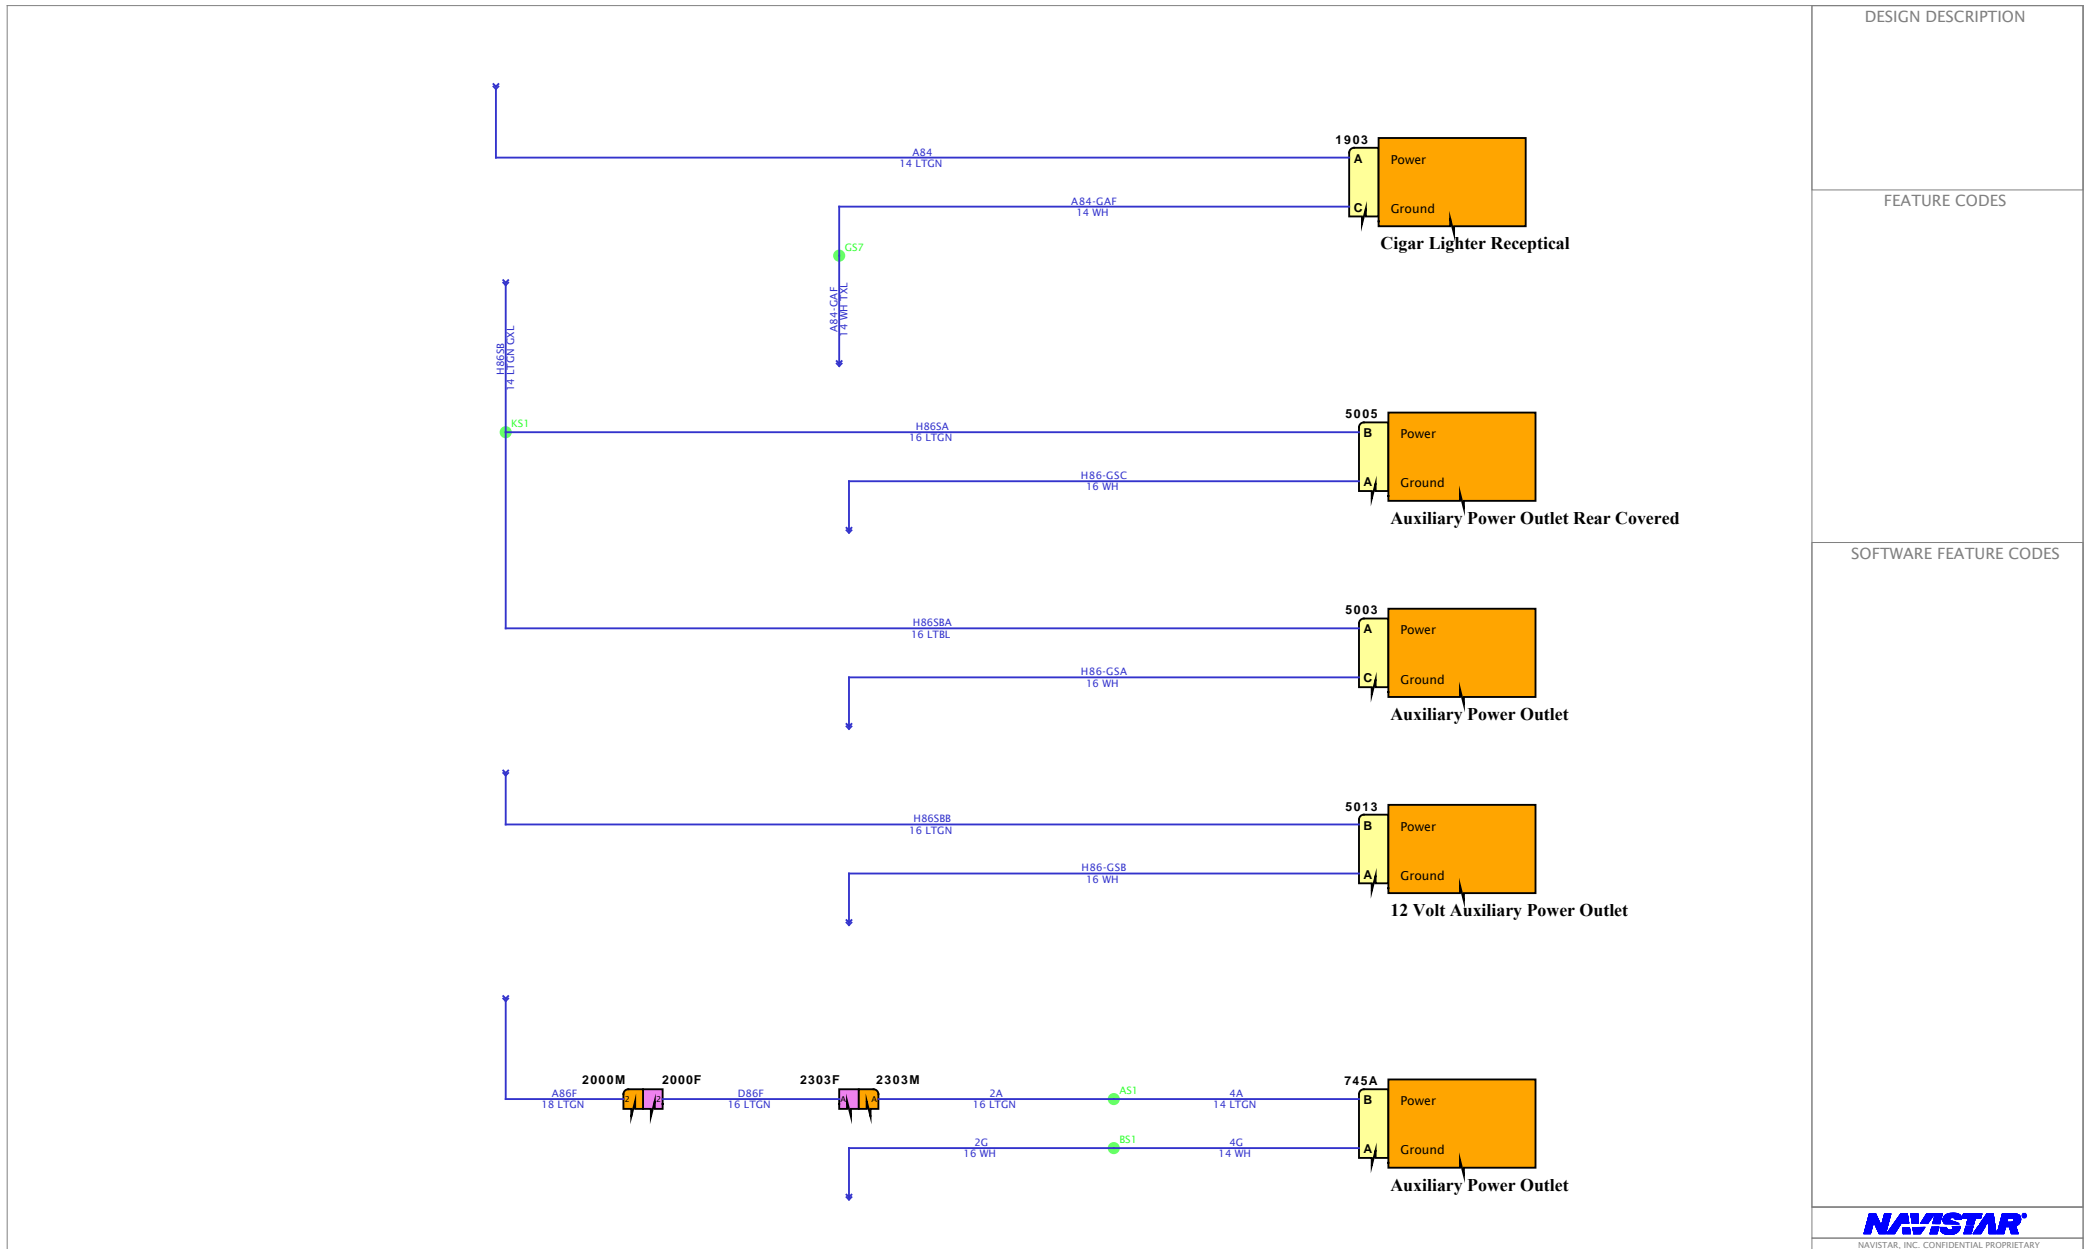 DESIGN DESCRIPTION
FEATURE CODES
SOFTWARE FEATURE CODES
1903
A84
14 LTGN
A Power
A84-GAF
14 WH
C Ground
Cigar Lighter Receptical
GS7
A84-GAF
14 WH TXL
H86SB
14 LTGN GXL
KS1
5005
H86SA
16 LTGN
B Power
H86-GSC
16 WH
A Ground
Auxiliary Power Outlet Rear Covered
5003
H86SBA
16 LTBL
A Power
H86-GSA
16 WH
C Ground
Auxiliary Power Outlet
5013
H86SBB
16 LTGN
B Power
H86-GSB
16 WH
A Ground
12 Volt Auxiliary Power Outlet
2000M 2000F 2303F 2303M 745A
A86F
18 LTGN
2 2
D86F
16 LTGN
A A
2A
16 LTGN
AS1
4A
14 LTGN
B Power
2G
16 WH
BS1
4G
14 WH
A Ground
Auxiliary Power Outlet
NAVISTAR
NAVISTAR, INC. CONFIDENTIAL PROPRIETARY